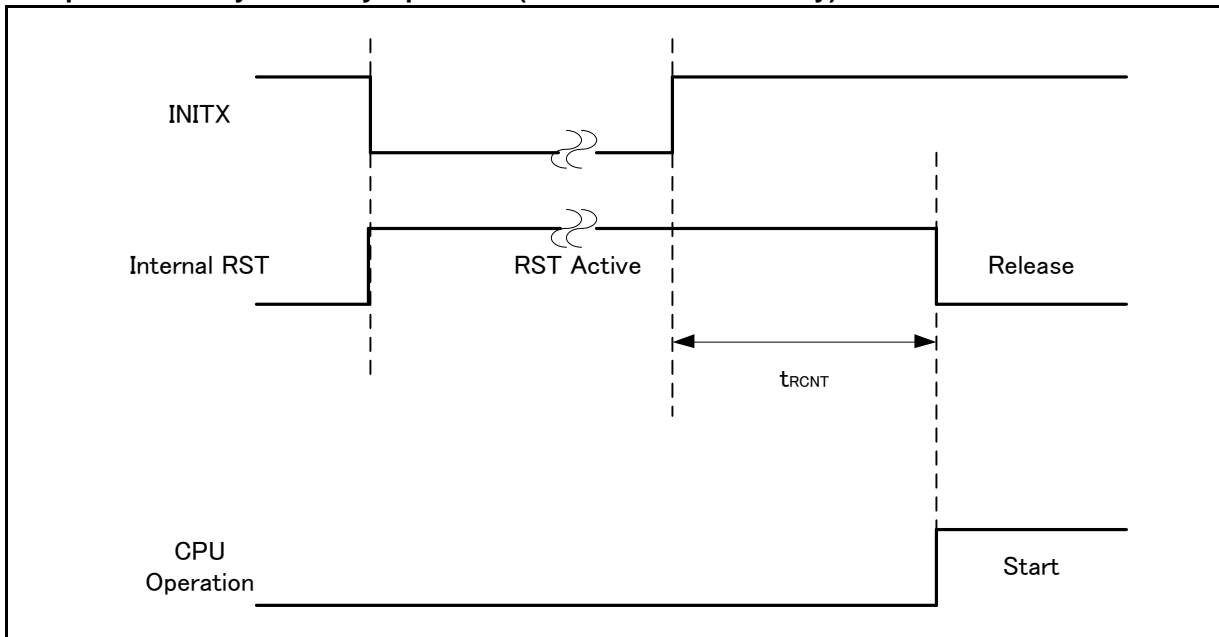 INITX
Internal RST
RST Active
Release
tRCNT
CPU
Operation
Start